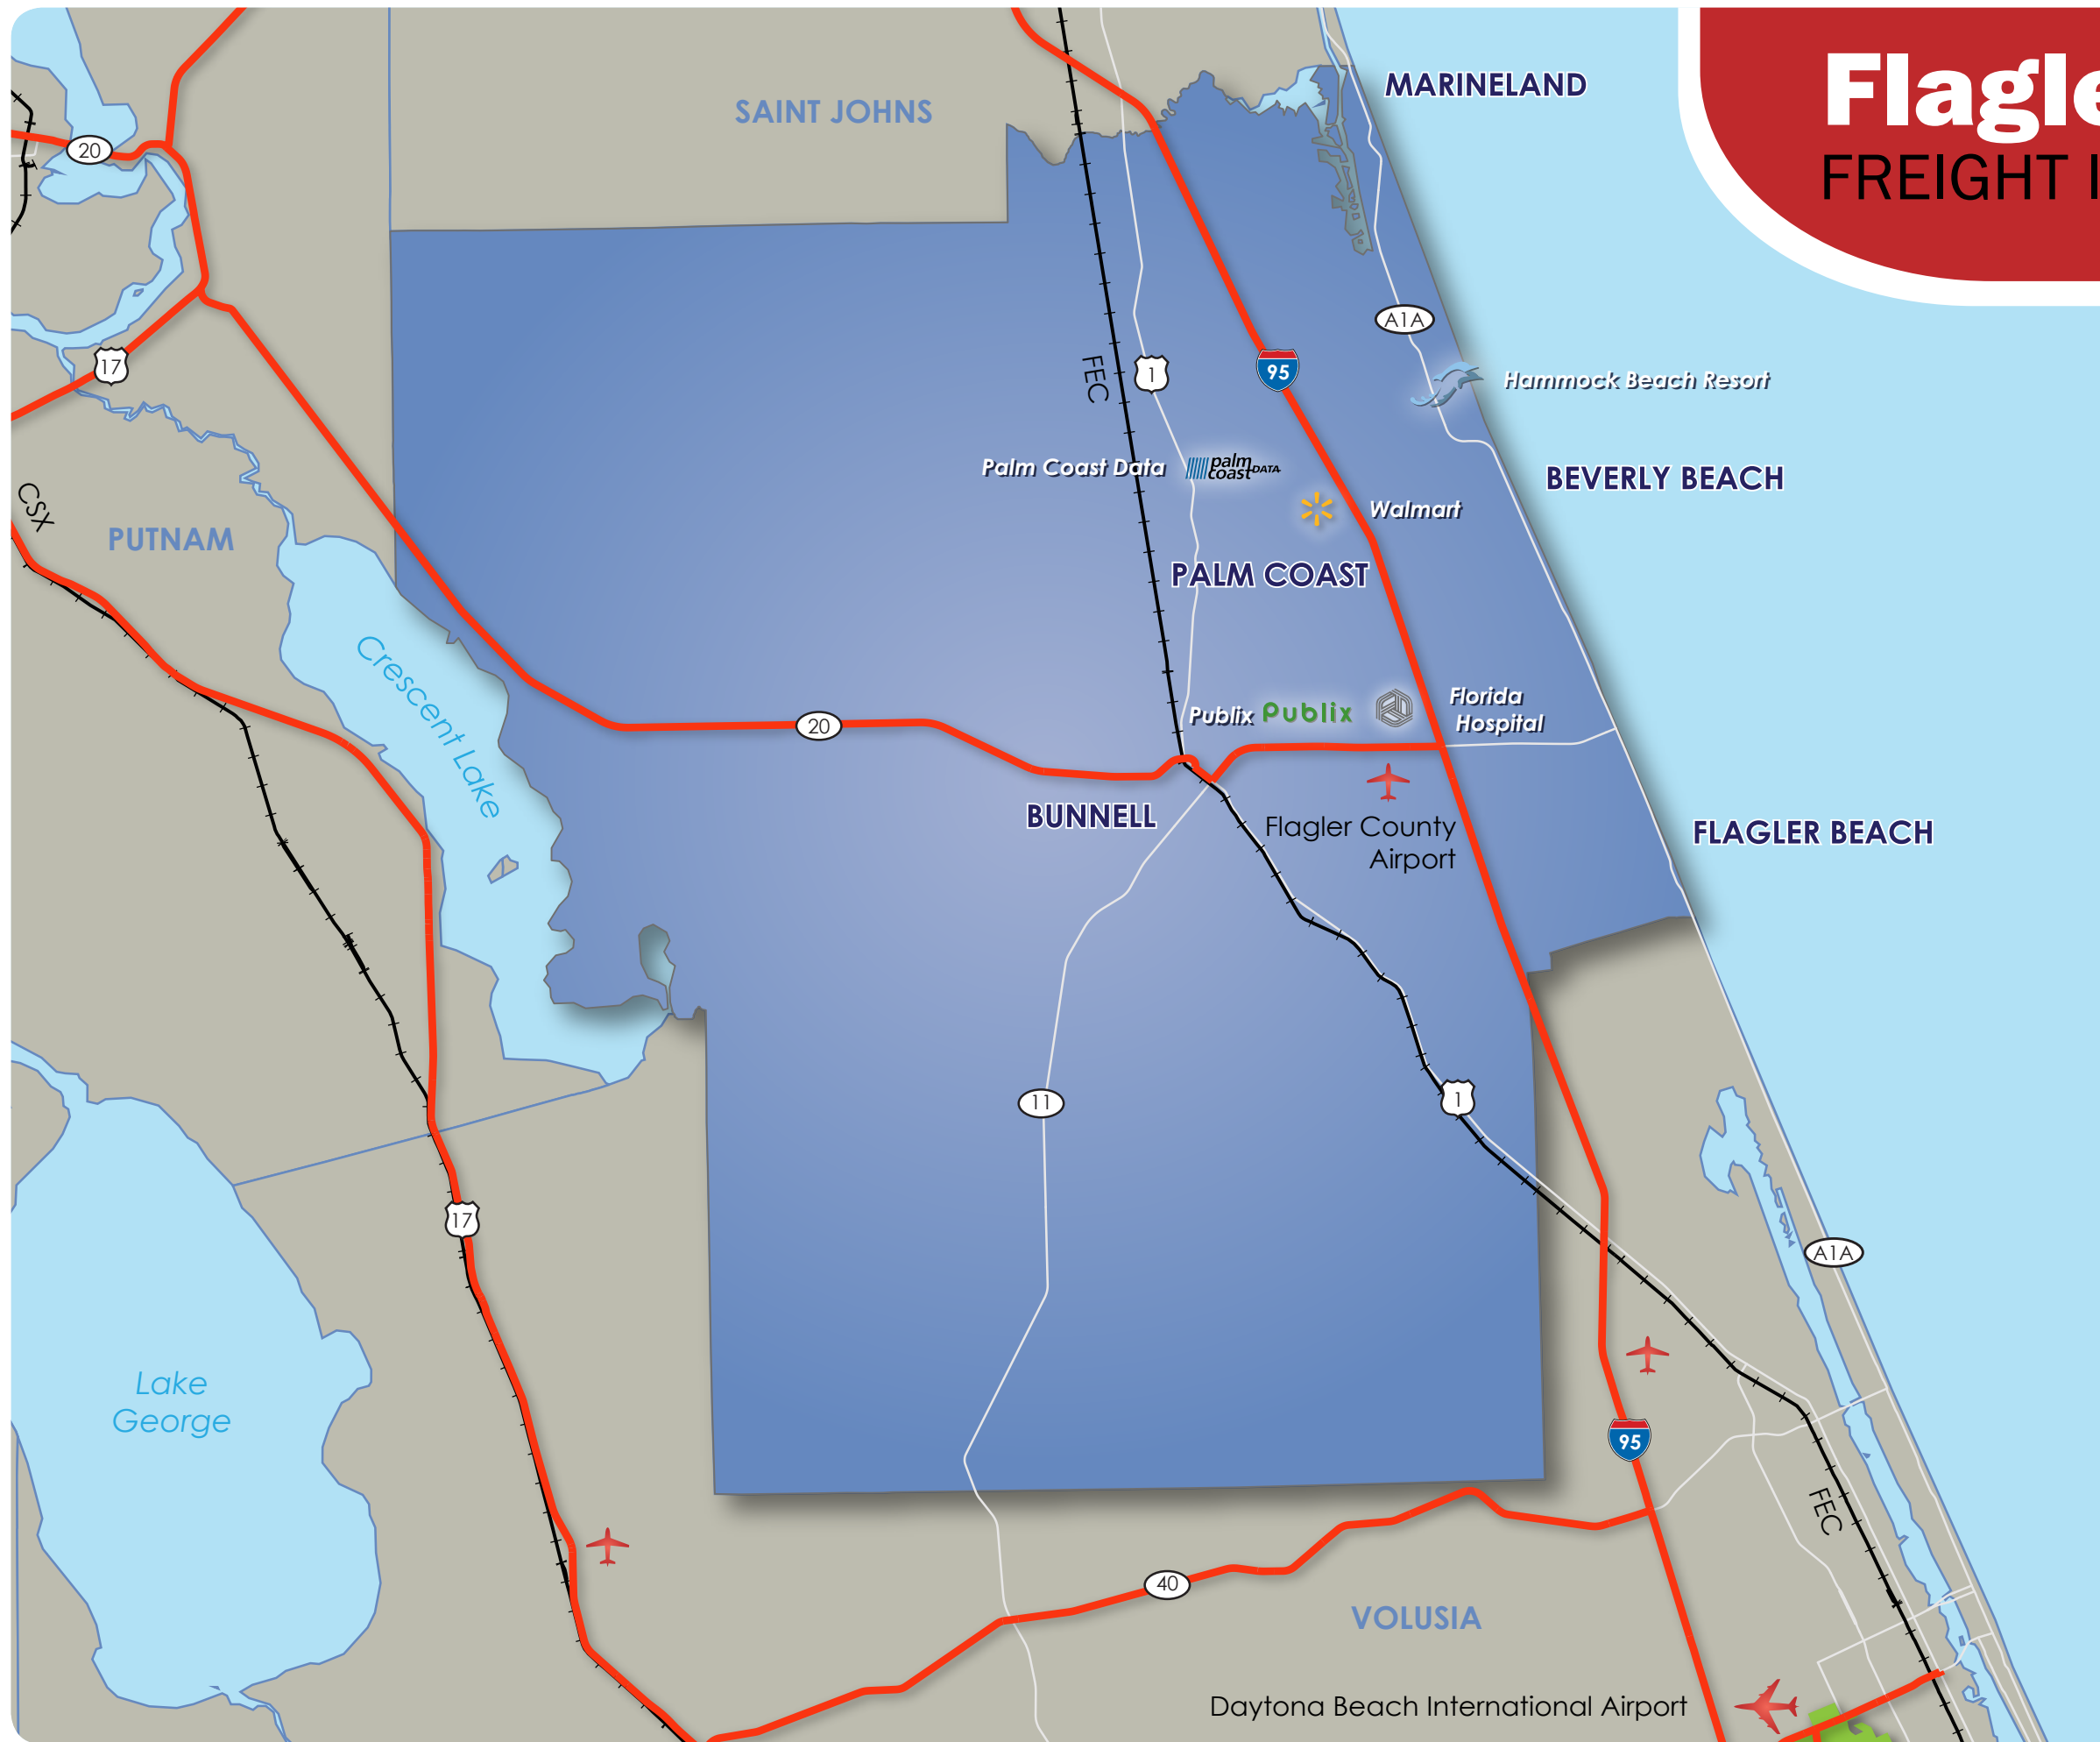 Flagle
FREIGHT I
MARINELAND
SAINT JOHNS
20
A1A
17
FEC
1
95
Hammock Beach Resort
Palm Coast Data
palm
coast DATA
BEVERLY BEACH
CSX
Walmart
PUTNAM
PALM COAST
Crescent Lake
Florida
Hospital
Publix
Publix
20
BUNNELL
Flagler County
Airport
FLAGLER BEACH
11
1
17
A1A
Lake
George
95
FEC
40
VOLUSIA
Daytona Beach International Airport